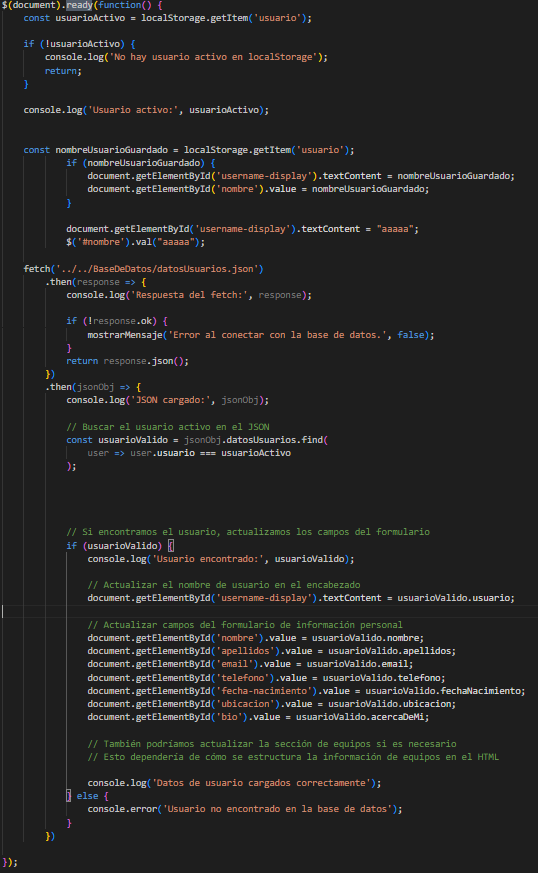 $(document).ready(function() {
const usuarioActivo = localStorage.getItem('usuario');
if (!usuarioActivo) {
console.log('No hay usuario activo en localStorage');
return;
}
console.log('Usuario activo:', usuarioActivo);
const nombreUsuarioGuardado = localStorage.getItem('usuario');
if (nombreUsuarioGuardado) {
document.getElementById('username-display').textContent = nombreUsuarioGuardado;
document.getElementById('nombre').value = nombreUsuarioGuardado;
}
document.getElementById('username-display').textContent = "aaaaa";
$('#nombre').val("aaaaa");
fetch('../../BaseDeDatos/datosUsuarios.json')
.then(response => {
console.log('Respuesta del fetch:', response);
if (!response.ok) {
mostrarMensaje('Error al conectar con la base de datos.', false);
}
return response.json();
})
.then(jsonObj => {
console.log('JSON cargado:', jsonObj);
// Buscar el usuario activo en el JSON
const usuarioValido = jsonObj.datosUsuarios.find(
user => user.usuario === usuarioActivo
);
// Si encontramos el usuario, actualizamos los campos del formulario
if (usuarioValido) {
console.log('Usuario encontrado:', usuarioValido);
// Actualizar el nombre de usuario en el encabezado
document.getElementById('username-display').textContent = usuarioValido.usuario;
// Actualizar campos del formulario de información personal
document.getElementById('nombre').value = usuarioValido.nombre;
document.getElementById('apellidos').value = usuarioValido.apellidos;
document.getElementById('email').value = usuarioValido.email;
document.getElementById('telefono').value = usuarioValido.telefono;
document.getElementById('fecha-nacimiento').value = usuarioValido.fechaNacimiento;
document.getElementById('ubicacion').value = usuarioValido.ubicacion;
document.getElementById('bio').value = usuarioValido.acercaDeMi;
// También podríamos actualizar la sección de equipos si es necesario
// Esto dependería de cómo se estructura la información de equipos en el HTML
console.log('Datos de usuario cargados correctamente');
} else {
console.error('Usuario no encontrado en la base de datos');
}
})
});